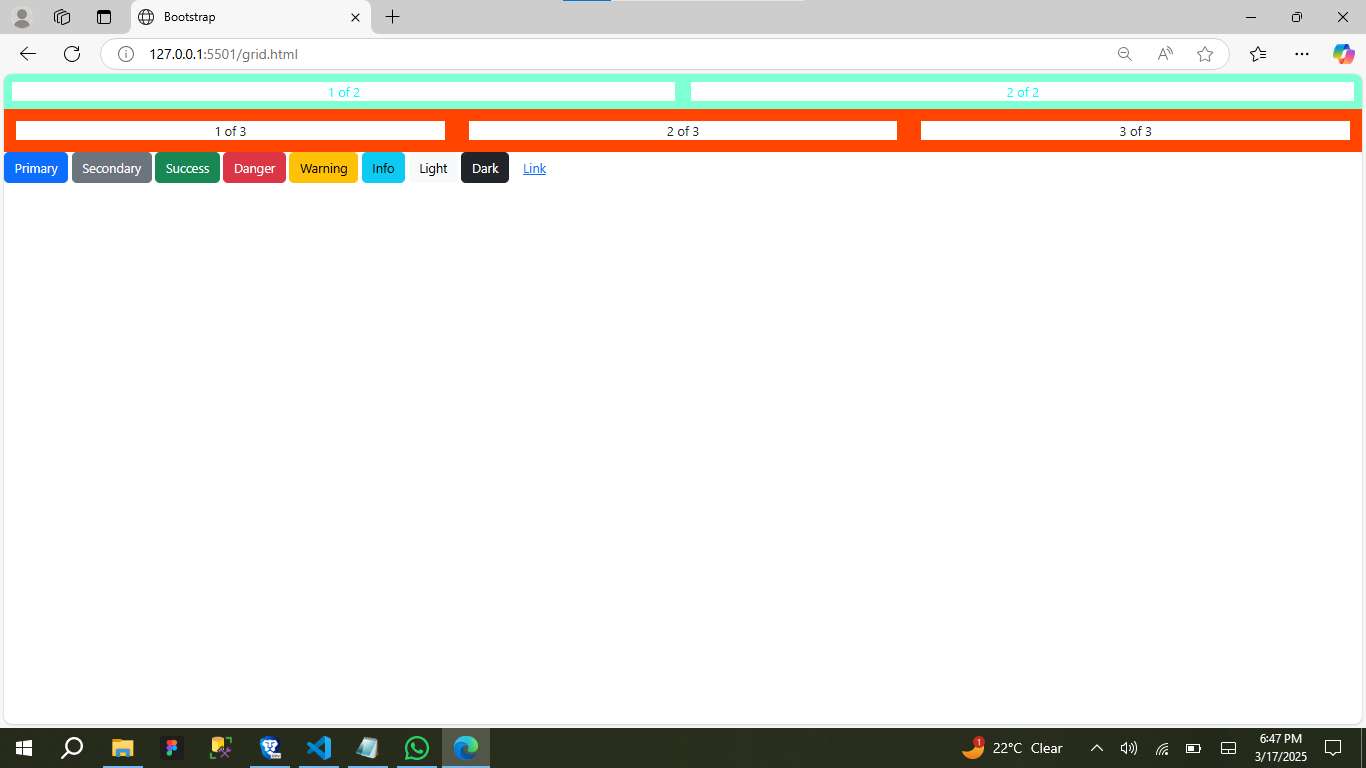 Bootstrap
127.0.0.1:5501/grid.html
1 of 2 2 of 2
1 of 3 2 of 3 3 of 3
Primary Secondary Success Danger Warning Info Light Dark Link
1 22°C Clear 6:47 PM
3/17/2025